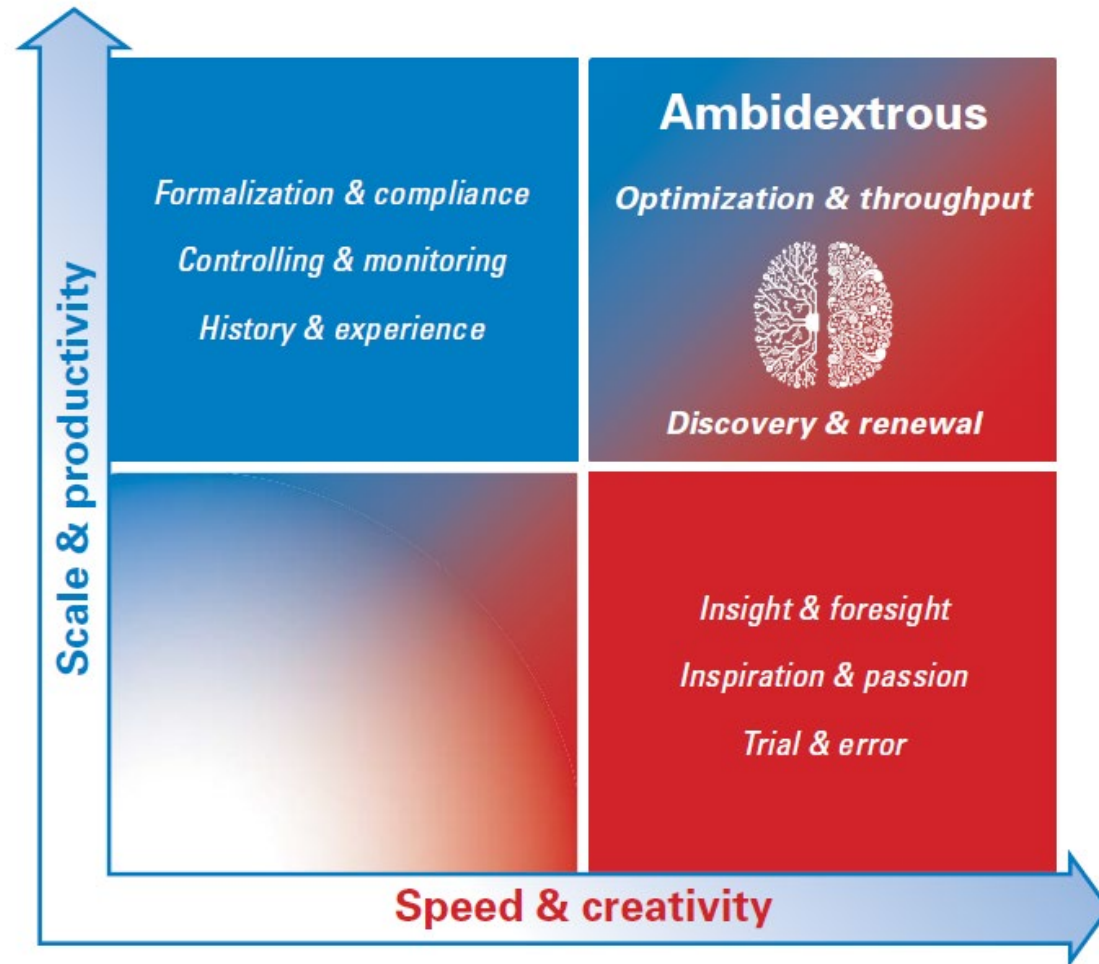 Scale & productivity
Formalization & compliance
Controlling & monitoring
History & experience
Ambidextrous
Optimization & throughput
Discovery & renewal
Insight & foresight
Inspiration & passion
Trial & error
Speed & creativity